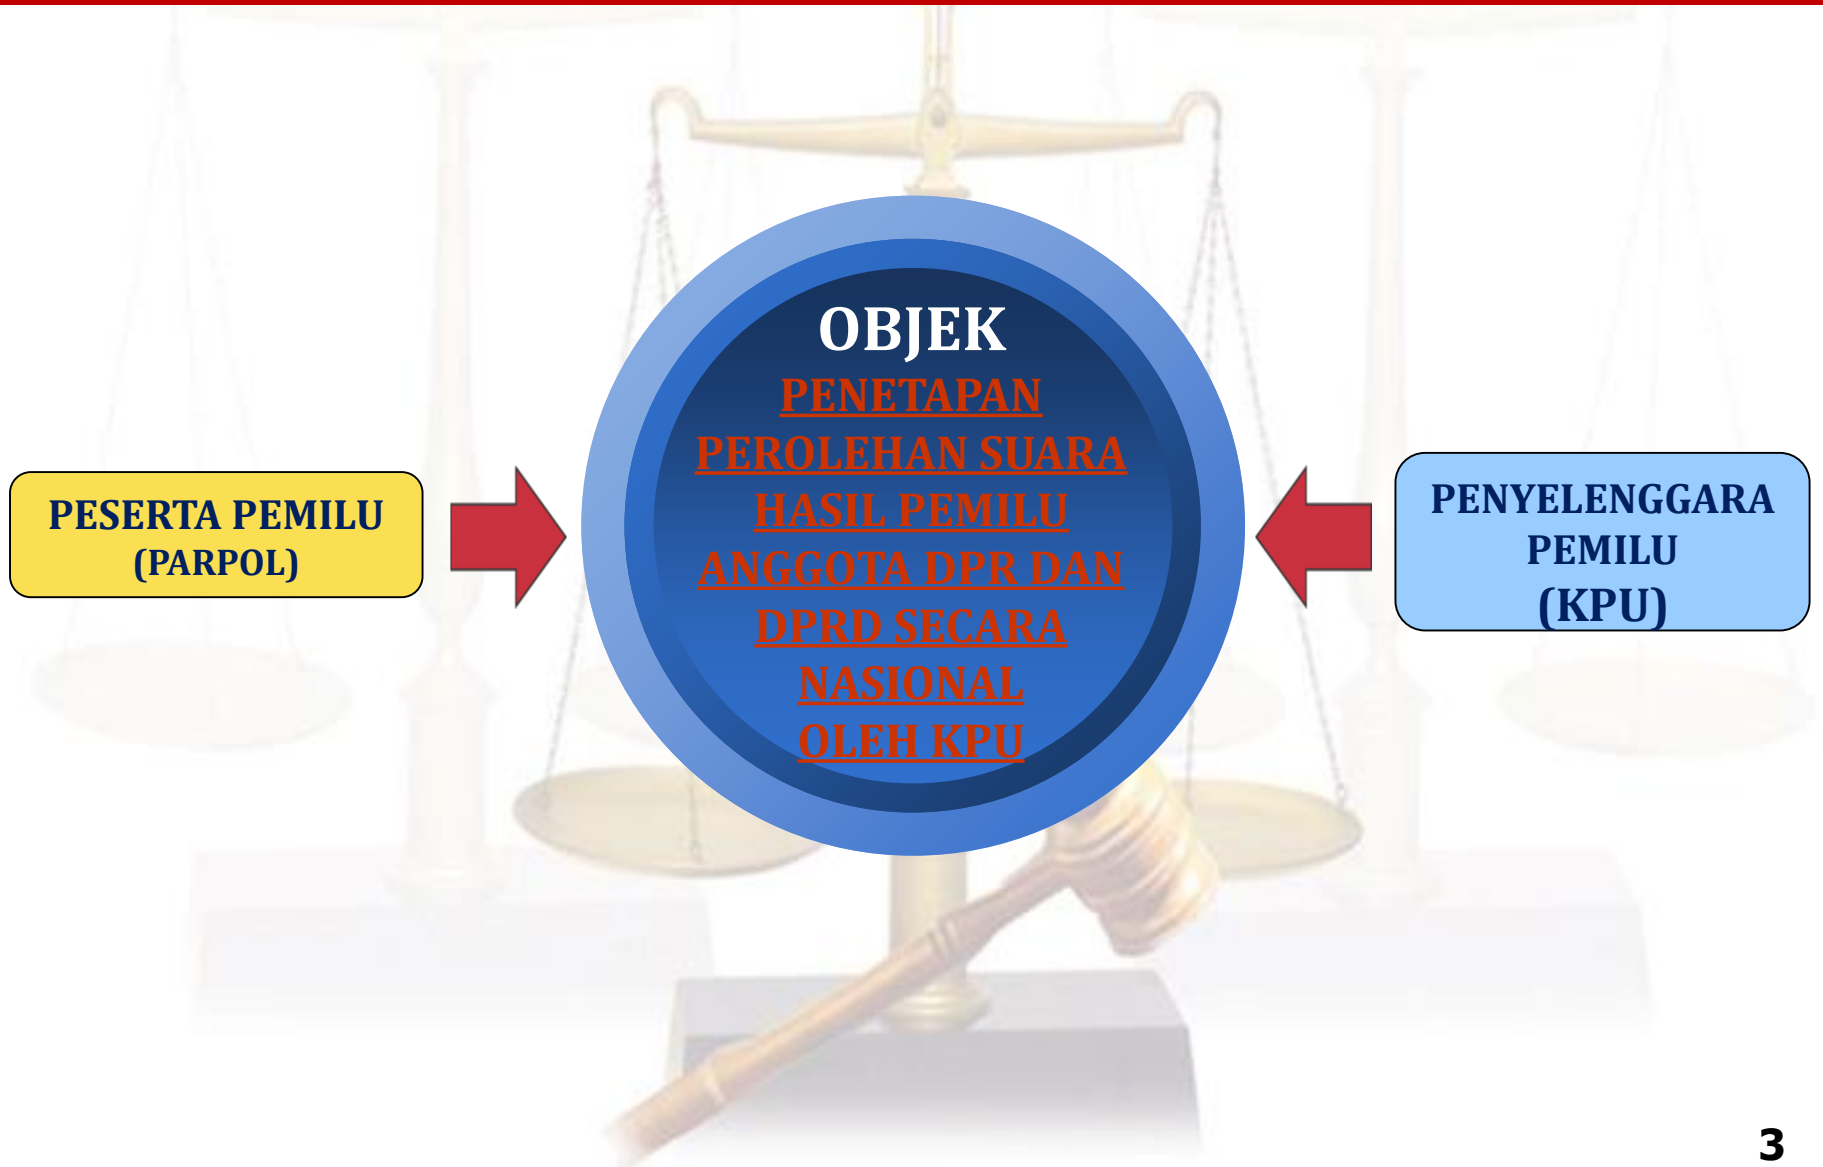 OBJEK
PENETAPAN
PEROLEHAN SUARA
HASIL PEMILU
ANGGOTA DPR DAN
DPRD SECARA
NASIONAL
OLEH KPU
PESERTA PEMILU
(PARPOL)
PENYELENGGARA
PEMILU
(KPU)
3